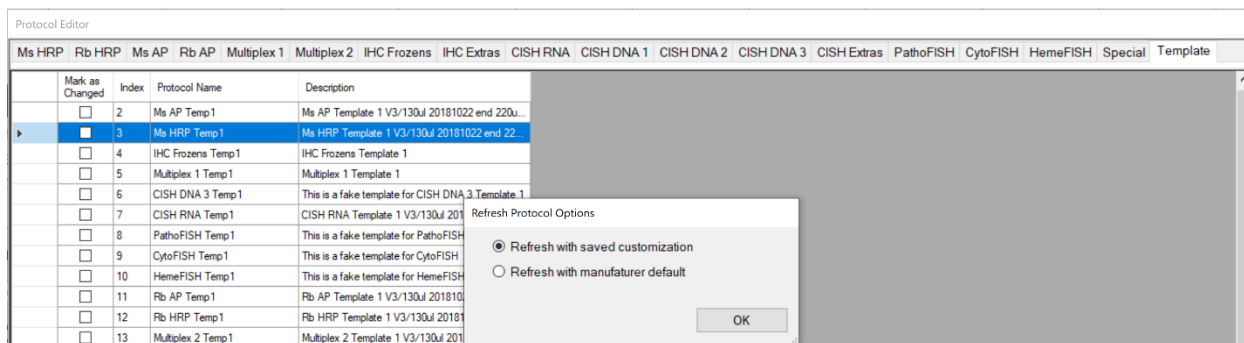 Protocol Editor
Ms HRP Rb HRP Ms AP Rb AP Multiplex 1 Multiplex 2 IHC Frozens IHC Extras CISH RNA CISH DNA 1 CISH DNA 2 CISH DNA 3 CISH Extras PathoFISH CytoFISH HemeFISH Special Template
Mark as Changed Index Protocol Name Description
2 Ms AP Temp1 Ms AP Template 1 V3/130ul 20181022 end 220u...
3 Ms HRP Temp1 Ms HRP Template 1 V3/130ul 20181022 end 22...
4 IHC Frozens Temp1 IHC Frozens Template 1
5 Multiplex 1 Temp1 Multiplex 1 Template 1
6 CISH DNA 3 Temp1 This is a fake template for CISH DNA 3 Template 1
7 CISH RNA Temp1 CISH RNA Template 1 V3/130ul 201
8 PathoFISH Temp1 This is a fake template for PathoFISH
9 CytoFISH Temp1 This is a fake template for CytoFISH
10 HemeFISH Temp1 This is a fake template for HemeFISH
11 Rb AP Temp1 Rb AP Template 1 V3/130ul 201810
12 Rb HRP Temp1 Rb HRP Template 1 V3/130ul 20181
13 Multiplex 2 Temp1 Multiplex 2 Template 1 V3/130ul 201
Refresh Protocol Options
Refresh with saved customization
Refresh with manufaturer default
OK